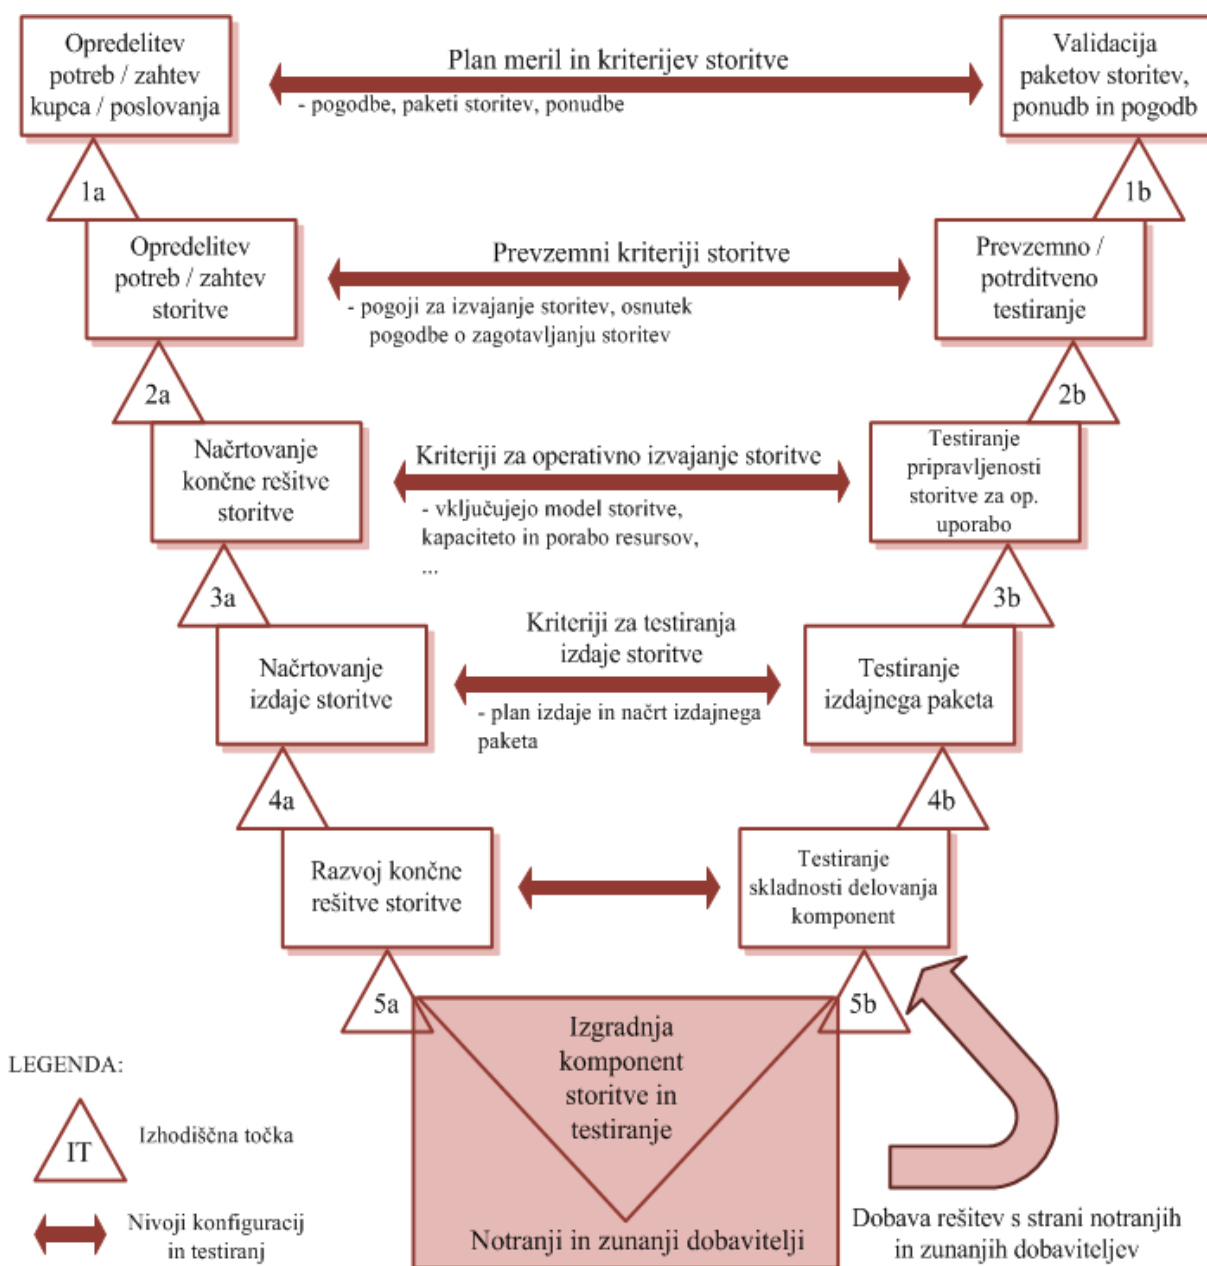 Opredelitev
potreb / zahtev
kupca / poslovanja
Plan meril in kriterijev storitve
- pogodbe, paketi storitev, ponudbe
Validacija
paketov storitev,
ponudb in pogodb
1a
1b
Opredelitev
potreb / zahtev
storitve
Prevzemni kriteriji storitve
- pogoji za izvajanje storitev, osnutek
pogodbe o zagotavljanju storitev
Prevzemno /
potrditveno
testiranje
2a
2b
Načrtovanje
končne rešitve
storitve
Kriteriji za operativno izvajanje storitve
- vključujejo model storitve,
kapaciteto in porabo resursov,
...
Testiranje
pripravljenosti
storitve za op.
uporabo
3a
3b
Načrtovanje
izdaje storitve
Kriteriji za testiranja
izdaje storitve
- plan izdaje in načrt izdajnega
paketa
Testiranje
izdajnega paketa
4a
4b
Razvoj končne
rešitve storitve
Testiranje
skladnosti delovanja
komponent
5a
5b
Izgradnja
komponent
storitve in
testiranje
Notranji in zunanji dobavitelji
Dobava rešitev s strani notranjih
in zunanjih dobaviteljev
LEGENDA:
IT
Izhodiščna točka
Nivoji konfiguracij
in testiranj